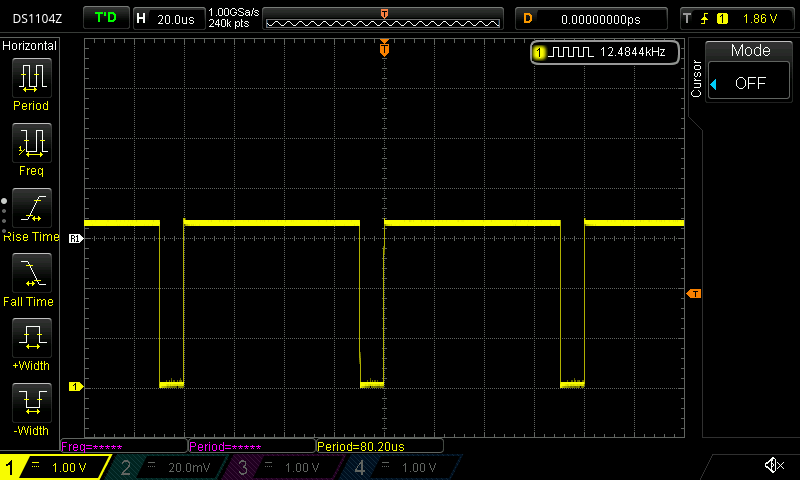 DS1104Z T'D H 20.0us 1.00GSa/s 240k pts T D 0.00000000ps T 1 1.86 V
Horizontal
Period
Freq
Rise Time
Fall Time
+Width
-Width
T
1 12.4844kHz
R1
1
T
Cursor
Mode
OFF
Freq=***** Period=***** Period=80.20us
1 1.00 V 2 20.0mV 3 1.00 V 4 1.00 V